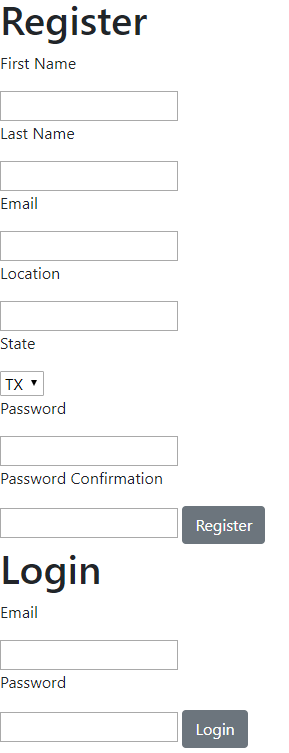 Register
First Name
Last Name
Email
Location
State
TX
Password
Password Confirmation
Register
Login
Email
Password
Login